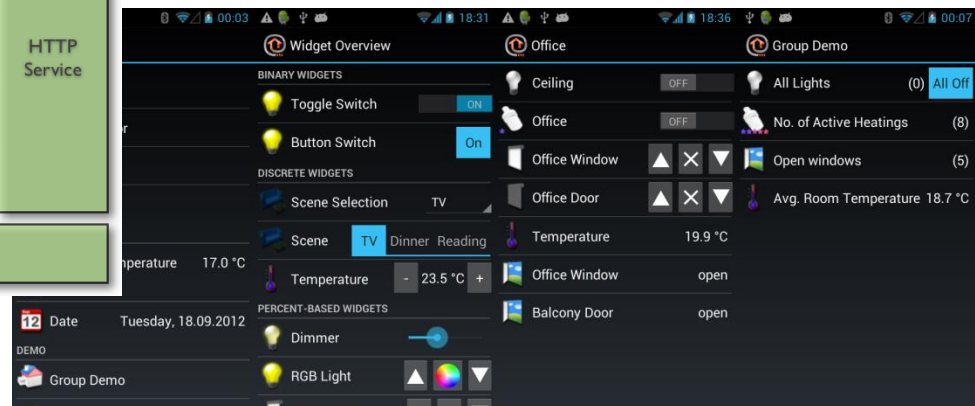 HTTP
Service
00:03
perature 17.0 °C
Date Tuesday, 18.09.2012
DEMO
Group Demo
18:31
Widget Overview
BINARY WIDGETS
Toggle Switch ON
Button Switch On
DISCRETE WIDGETS
Scene Selection TV
Scene TV Dinner Reading
Temperature - 23.5 °C +
PERCENT-BASED WIDGETS
Dimmer
RGB Light
18:36
Office
Ceiling OFF
Office OFF
Office Window
Office Door
Temperature 19.9 °C
Office Window open
Balcony Door open
00:07
Group Demo
All Lights (0) All Off
No. of Active Heatings (8)
Open windows (5)
Avg. Room Temperature 18.7 °C